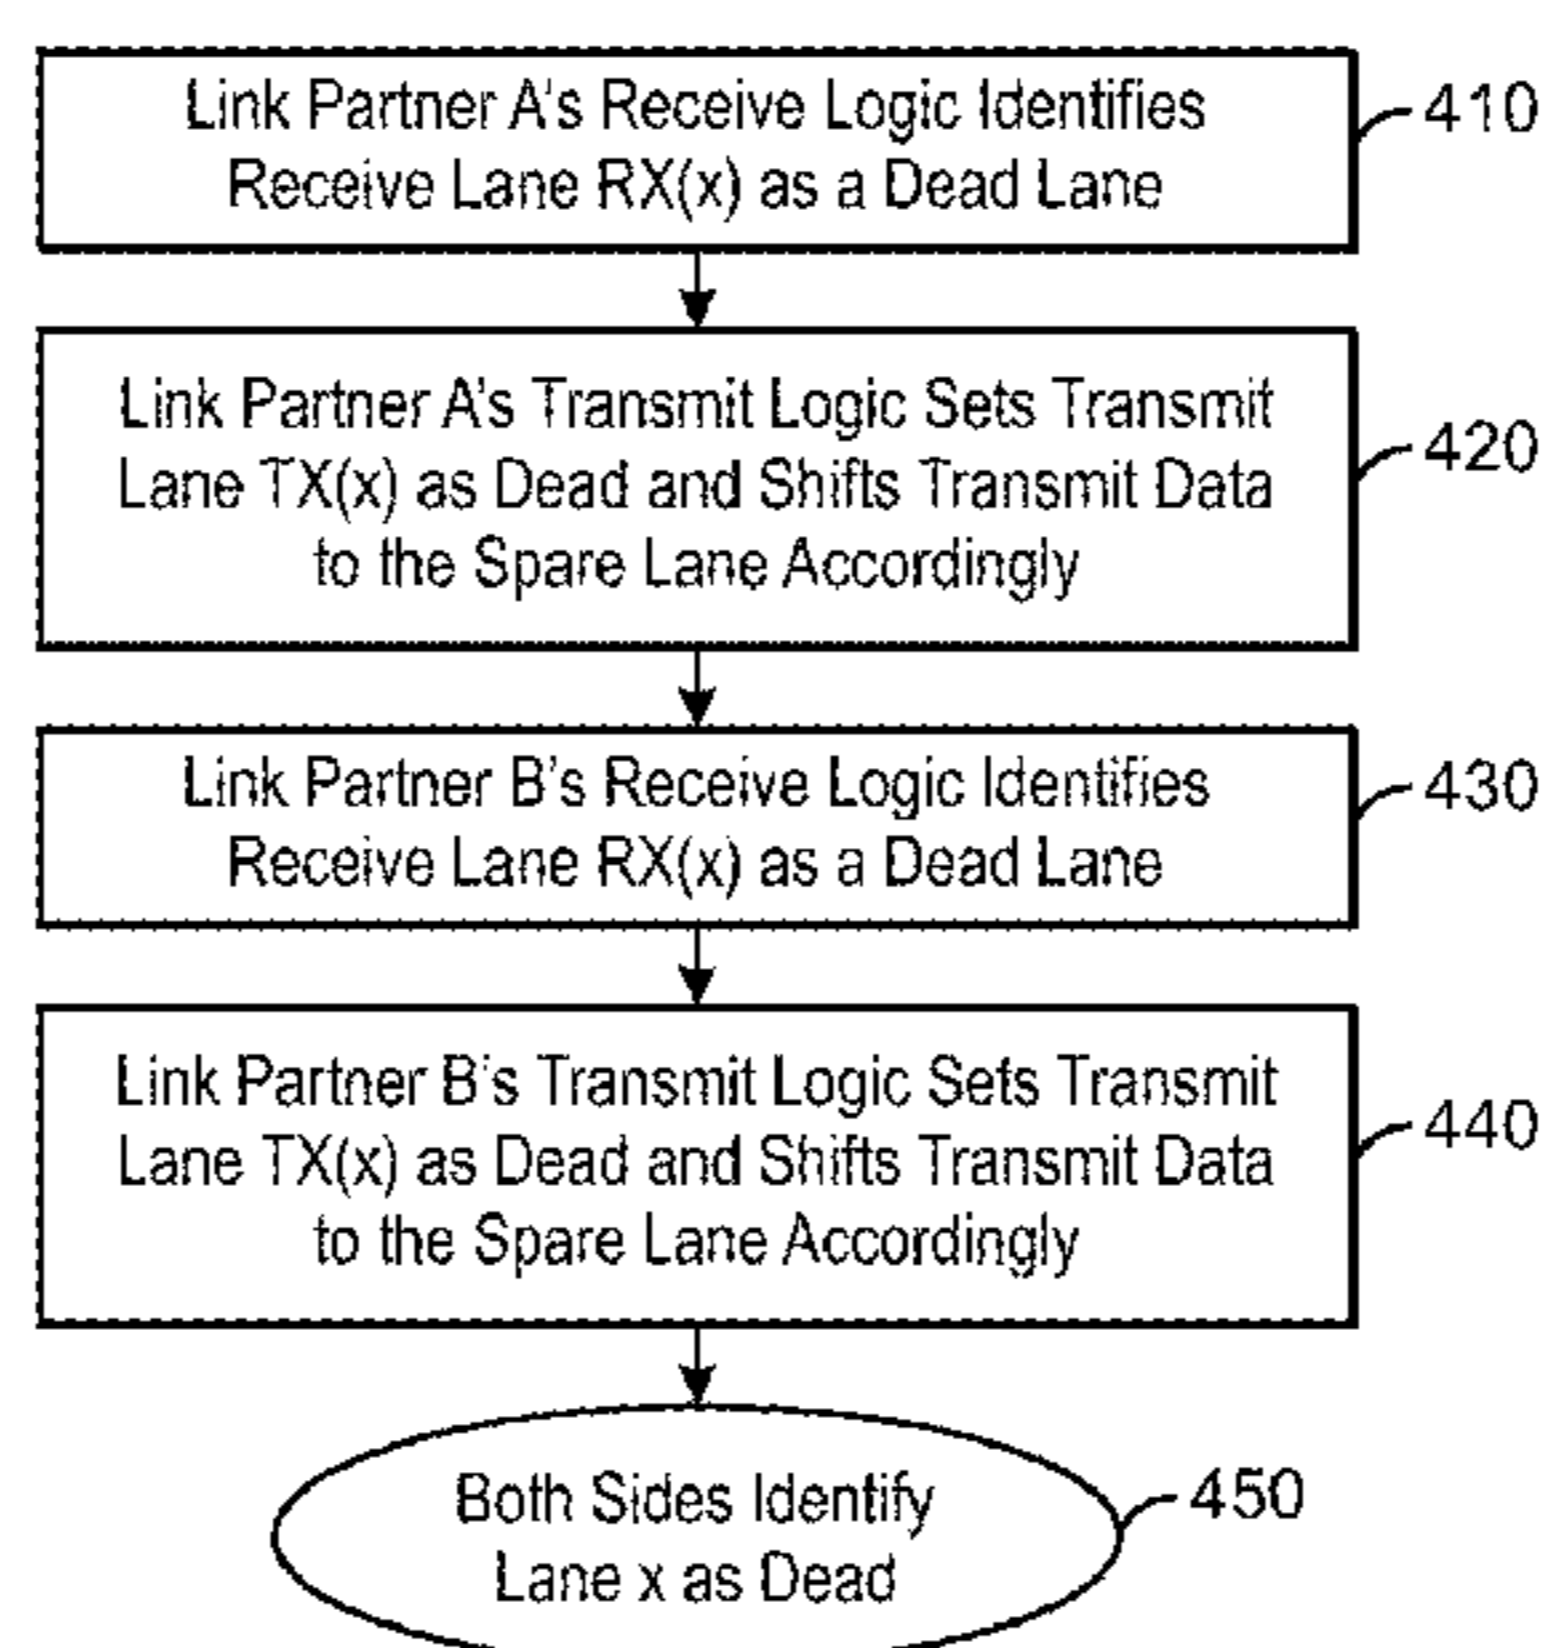 Link Partner A's Receive Logic Identifies
Receive Lane RX(x) as a Dead Lane
410
Link Partner A's Transmit Logic Sets Transmit
Lane TX(x) as Dead and Shifts Transmit Data
to the Spare Lane Accordingly
420
Link Partner B's Receive Logic Identifies
Receive Lane RX(x) as a Dead Lane
430
Link Partner B's Transmit Logic Sets Transmit
Lane TX(x) as Dead and Shifts Transmit Data
to the Spare Lane Accordingly
440
Both Sides Identify
Lane x as Dead
450